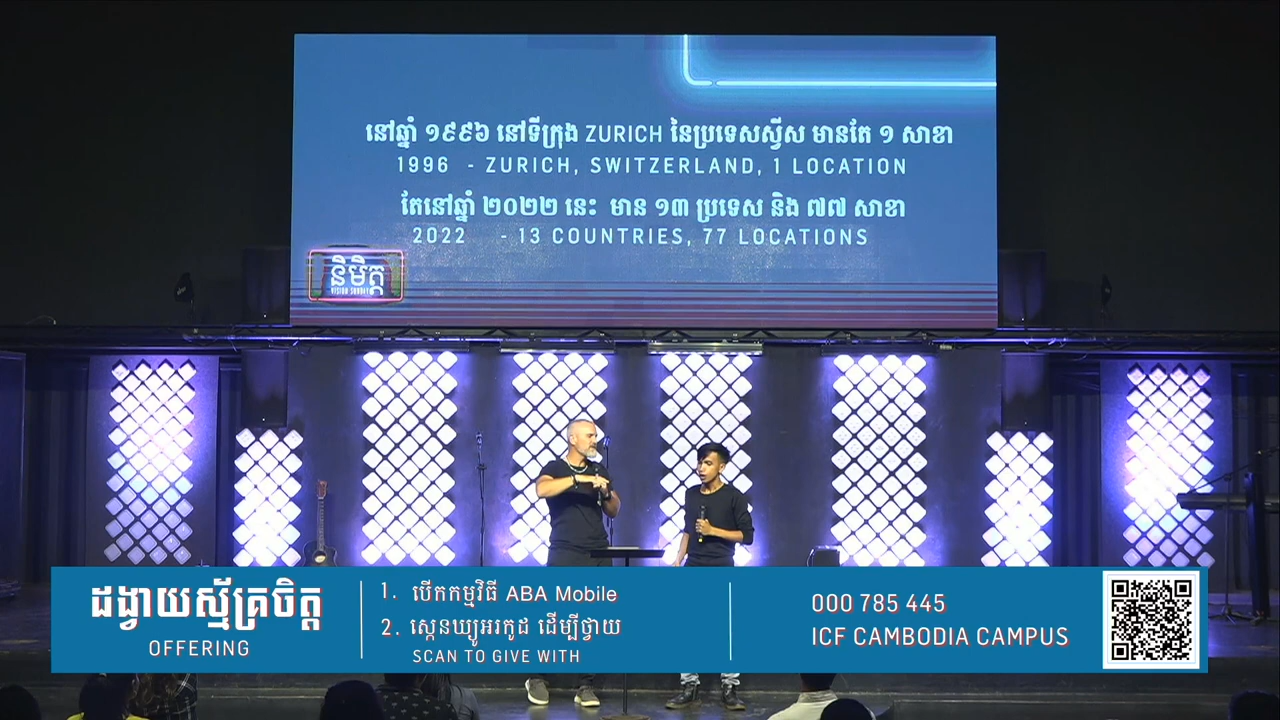 នៅឆ្នាំ ១៩៩៦ នៅទីក្រុង ZURICH នៃប្រទេសស្វីស មានតែ ១ សាខា
1996 - ZURICH, SWITZERLAND, 1 LOCATION
តែនៅឆ្នាំ ២០២២ នេះ មាន ១៣ ប្រទេស និង ៧៧ សាខា
2022 - 13 COUNTRIES, 77 LOCATIONS
និមិត្ត
VISION SUNDAY
ដង្វាយស្ម័គ្រចិត្ត
OFFERING
1. បើកកម្មវិធី ABA Mobile
2. ស្កេនឃ្យូអរកូដ ដើម្បីថ្វាយ
SCAN TO GIVE WITH
000 785 445
ICF CAMBODIA CAMPUS